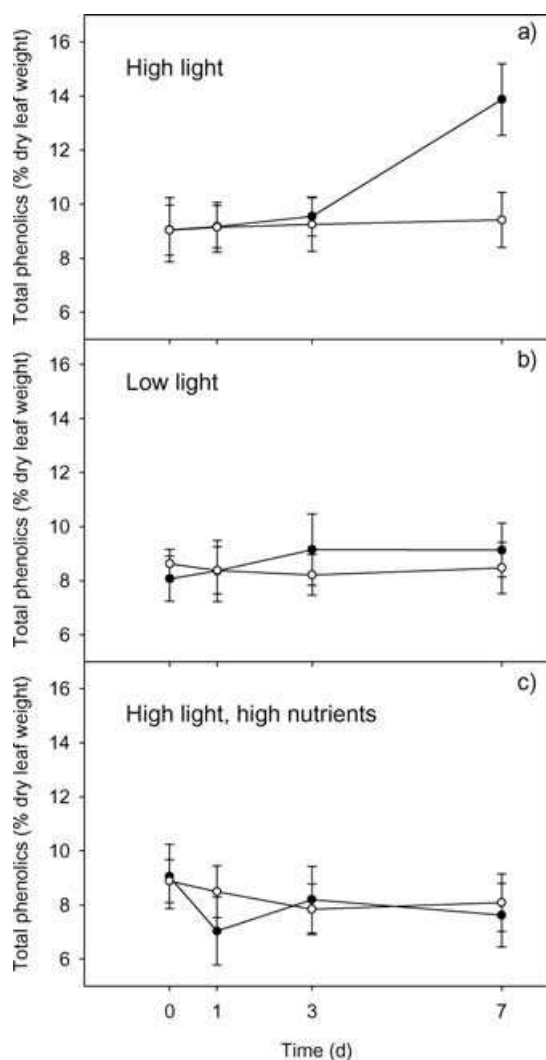 a)
High light
16
14
12
10
8
6
Total phenolics (% dry leaf weight)
b)
Low light
16
14
12
10
8
6
Total phenolics (% dry leaf weight)
c)
High light, high nutrients
16
14
12
10
8
6
Total phenolics (% dry leaf weight)
0 1 3 7
Time (d)